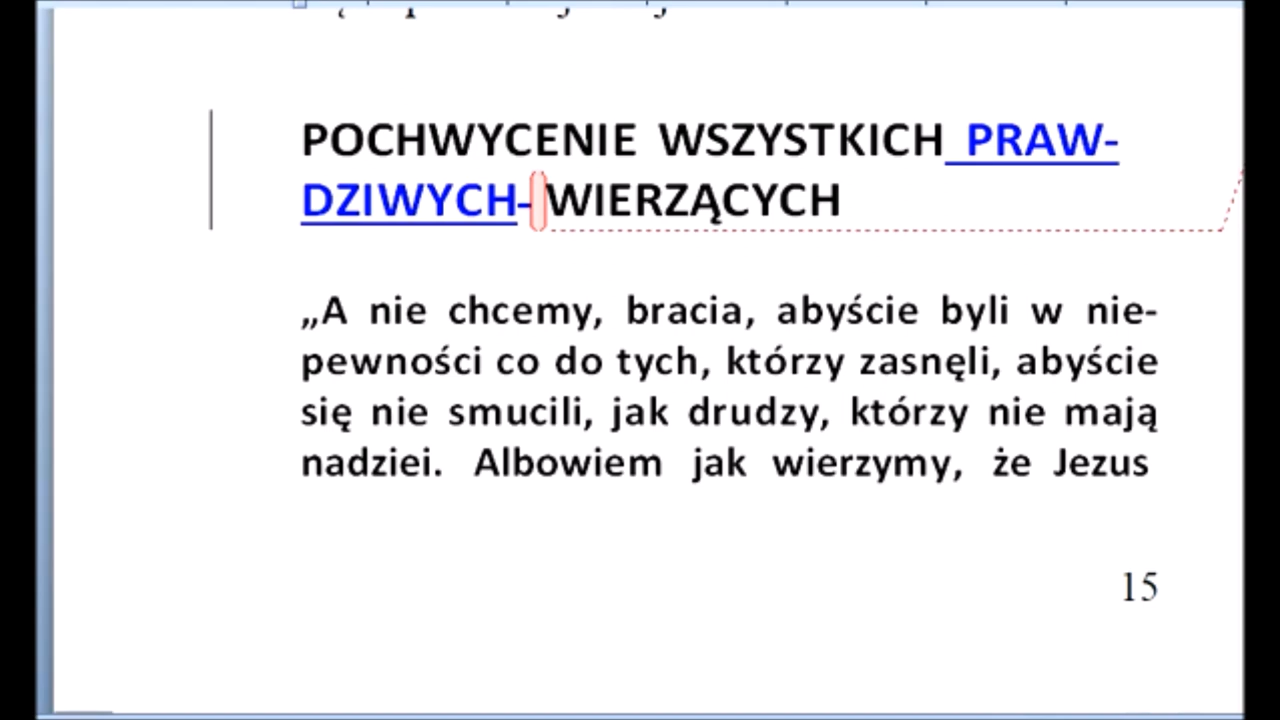 POCHWYCENIE WSZYSTKICH PRAW-
DZIWYCH- WIERZĄCYCH
„A nie chcemy, bracia, abyście byli w nie-
pewności co do tych, którzy zasnęli, abyście
się nie smucili, jak drudzy, którzy nie mają
nadziei. Albowiem jak wierzymy, że Jezus
15